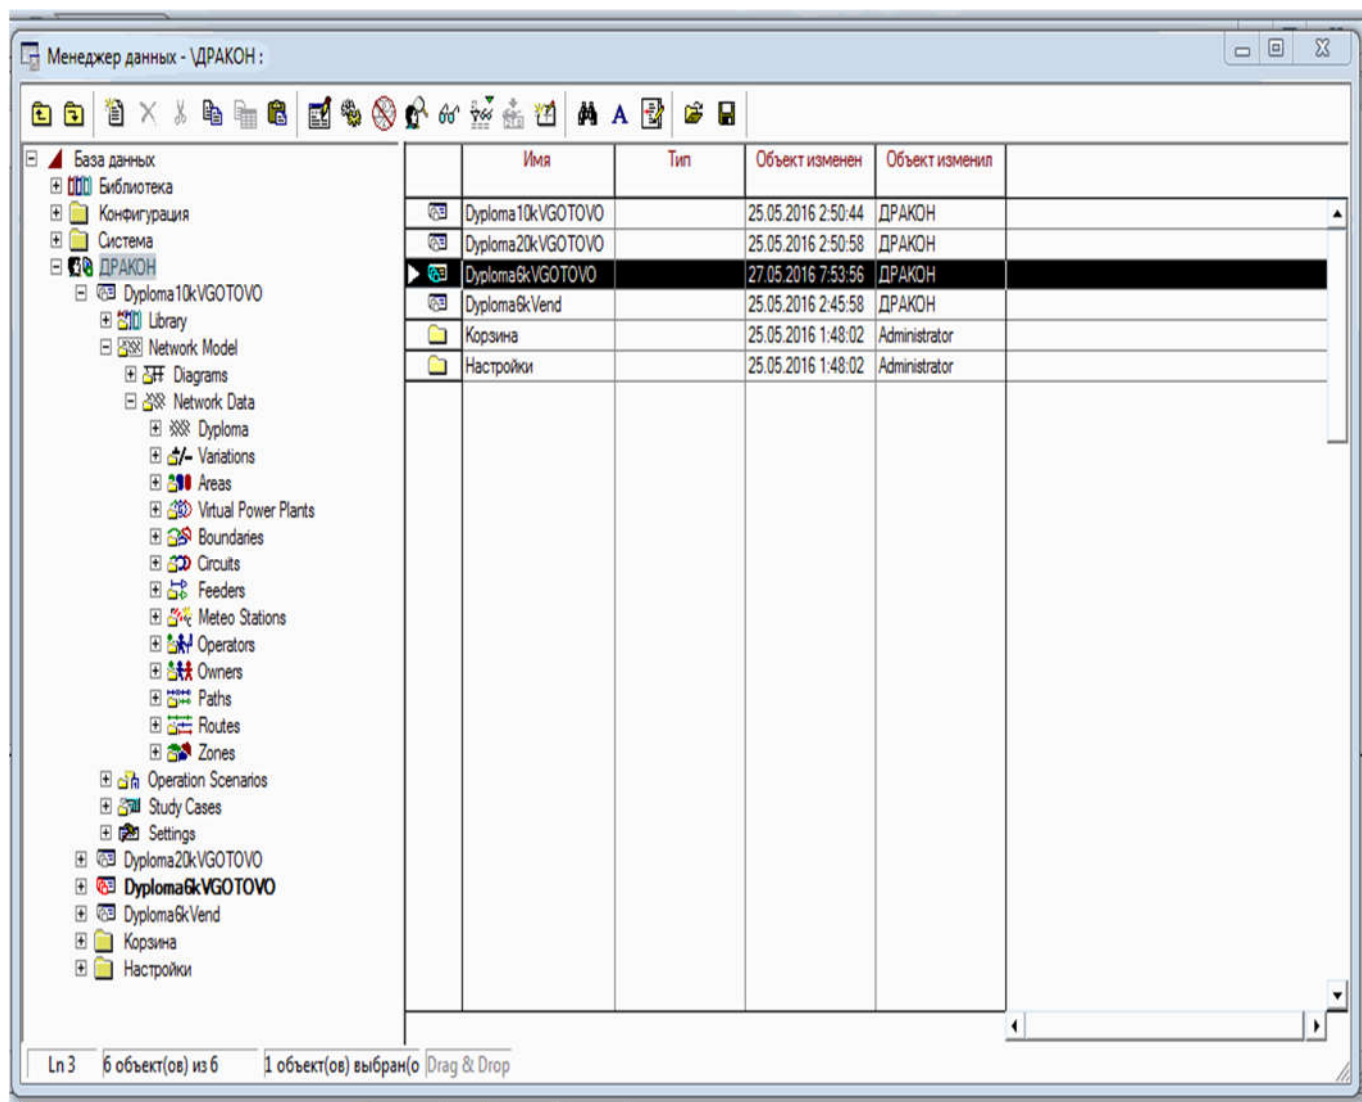 Менеджер данных - \ДРАКОН :
База данных
Библиотека
Конфигурация
Система
ДРАКОН
Dyploma10kVGOTOVO
Library
Network Model
Diagrams
Network Data
Dyploma
Variations
Areas
Virtual Power Plants
Boundaries
Circuits
Feeders
Meteo Stations
Operators
Owners
Paths
Routes
Zones
Operation Scenarios
Study Cases
Settings
Dyploma20kVGOTOVO
Dyploma6kVGOTOVO
Dyploma6kVend
Корзина
Настройки
Имя Тип Объект изменен Объект изменил
Dyploma10kVGOTOVO 25.05.2016 2:50:44 ДРАКОН
Dyploma20kVGOTOVO 25.05.2016 2:50:58 ДРАКОН
Dyploma6kVGOTOVO 27.05.2016 7:53:56 ДРАКОН
Dyploma6kVend 25.05.2016 2:45:58 ДРАКОН
Корзина 25.05.2016 1:48:02 Administrator
Настройки 25.05.2016 1:48:02 Administrator
Ln 3 6 объект(ов) из 6 1 объект(ов) выбран(о Drag & Drop